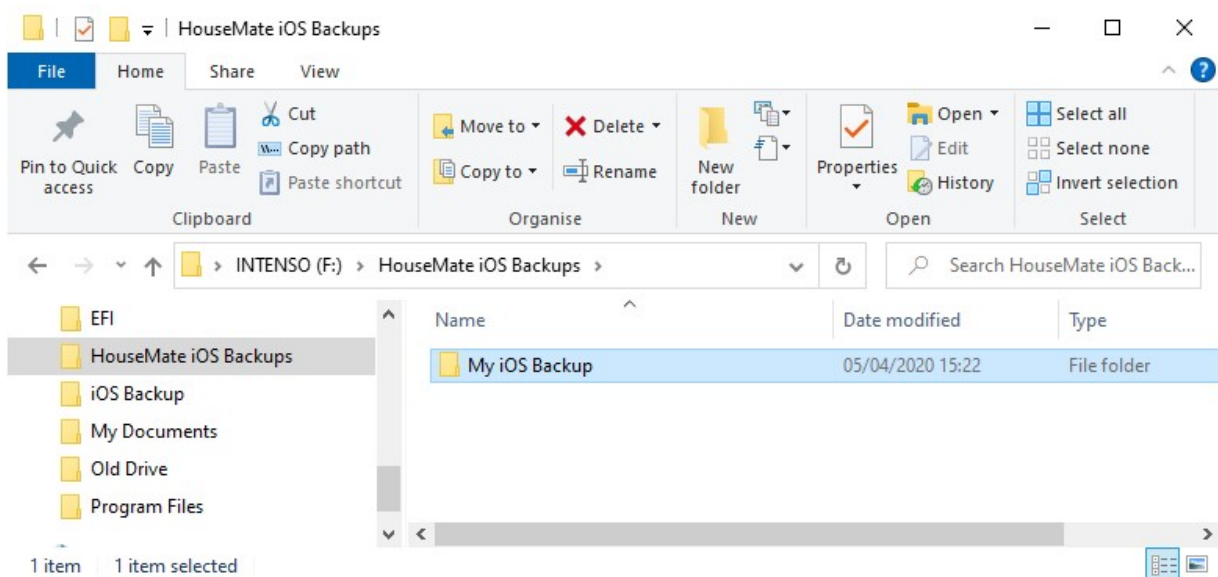 HouseMate iOS Backups
File Home Share View
Pin to Quick access
Copy
Paste
Cut
Copy path
Paste shortcut
Clipboard
Move to
Copy to
Delete
Rename
Organise
New folder
New
Properties
Open
Edit
History
Open
Select all
Select none
Invert selection
Select
INTENSO (F:) > HouseMate iOS Backups >
Search HouseMate iOS Back...
EFI
HouseMate iOS Backups
iOS Backup
My Documents
Old Drive
Program Files
Name Date modified Type
My iOS Backup 05/04/2020 15:22 File folder
1 item 1 item selected